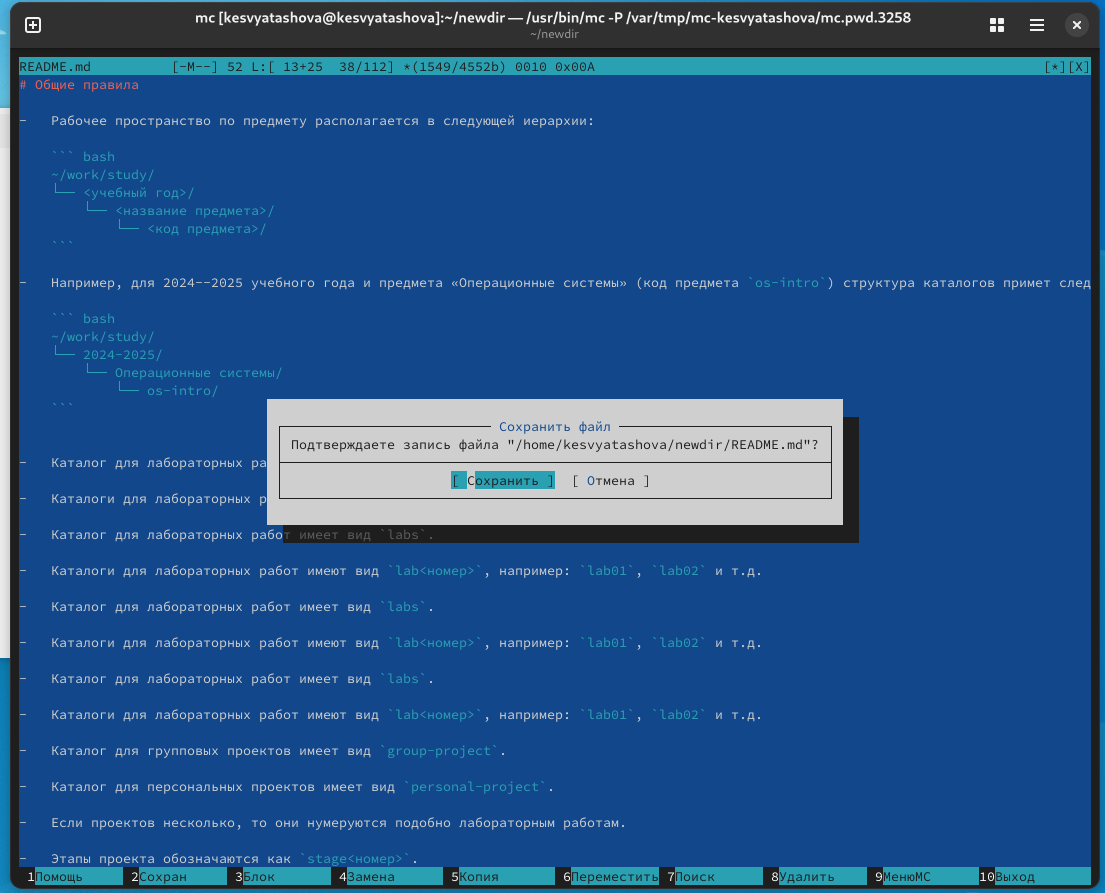 mc [kesvyatashova@kesvyatashova]:~/newdir — /usr/bin/mc -P /var/tmp/mc-kesvyatashova/mc.pwd.3258
~/newdir
README.md [-M--] 52 L:[ 13+25 38/112] *(1549/4552b) 0010 0x00A [*][X]
# Общие правила
- Рабочее пространство по предмету располагается в следующей иерархии:
``` bash
~/work/study/
└── <учебный год>/
└── <название предмета>/
└── <код предмета>/
```
- Например, для 2024--2025 учебного года и предмета «Операционные системы» (код предмета `os-intro`) структура каталогов примет след
``` bash
~/work/study/
└── 2024-2025/
└── Операционные системы/
└── os-intro/
```
Сохранить файл
Подтверждаете запись файла "/home/kesvyatashova/newdir/README.md"?
[ Сохранить ] [ Отмена ]
- Каталог для лабораторных ра
- Каталоги для лабораторных р
- Каталог для лабораторных работ имеет вид `labs`.
- Каталоги для лабораторных работ имеют вид `lab<номер>`, например: `lab01`, `lab02` и т.д.
- Каталог для лабораторных работ имеет вид `labs`.
- Каталоги для лабораторных работ имеют вид `lab<номер>`, например: `lab01`, `lab02` и т.д.
- Каталог для лабораторных работ имеет вид `labs`.
- Каталоги для лабораторных работ имеют вид `lab<номер>`, например: `lab01`, `lab02` и т.д.
- Каталог для групповых проектов имеет вид `group-project`.
- Каталог для персональных проектов имеет вид `personal-project`.
- Если проектов несколько, то они нумеруются подобно лабораторным работам.
- Этапы проекта обозначаются как `stage<номер>`.
1Помощь 2Сохран 3Блок 4Замена 5Копия 6Переместить 7Поиск 8Удалить 9МенюMC 10Выход